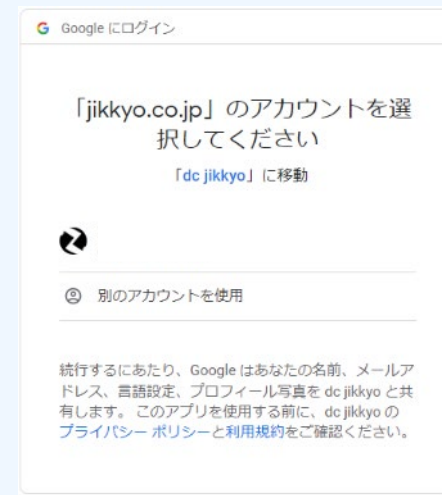 Google にログイン
「jikkyo.co.jp」のアカウントを選
択してください
「dc jikkyo」に移動
別のアカウントを使用
続行するにあたり、Google はあなたの名前、メールア
ドレス、言語設定、プロフィール写真を dc jikkyo と共
有します。このアプリを使用する前に、dc jikkyo の
プライバシー ポリシーと利用規約をご確認ください。